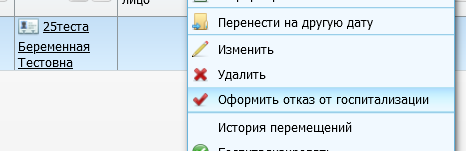 лицо
25теста
Беременная
Тестовна
Перенести на другую дату
Изменить
Удалить
Оформить отказ от госпитализации
История перемещений